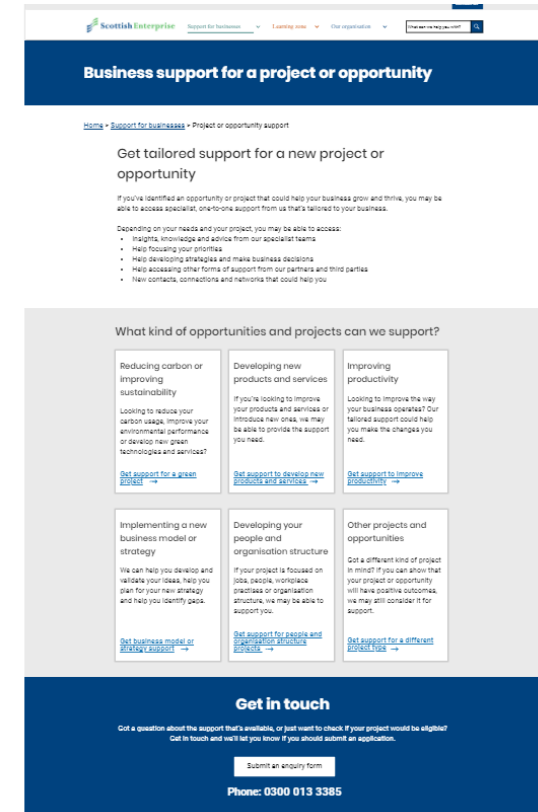 Scottish Enterprise
Support for businesses
Learning zone
Our organisation
What can we help you with?
Business support for a project or opportunity
Home > Support for businesses > Project or opportunity support
Get tailored support for a new project or
opportunity
If you've identified an opportunity or project that could help your business grow and thrive, you may be
able to access specialist, one-to-one support from us that's tailored to your business.
Depending on your needs and your project, you may be able to access:
• Insights, knowledge and advice from our specialist teams
• Help focusing your priorities
• Help developing strategies and make business decisions
• Help accessing other forms of support from our partners and third parties
• New contacts, connections and networks that could help you
What kind of opportunities and projects can we support?
Reducing carbon or
improving
sustainability
Looking to reduce your
carbon usage, improve your
environmental performance
or develop new green
technologies and services?
Get support for a green
project →
Developing new
products and services
If you're looking to improve
your products and services or
introduce new ones, we may
be able to provide the support
you need.
Get support to develop new
products and services →
Improving
productivity
Looking to improve the way
your business operates? Our
tailored support could help
you make the changes you
need.
Get support to improve
productivity →
Implementing a new
business model or
strategy
We can help you develop and
validate your ideas, help you
plan for your new strategy
and help you identify gaps.
Get business model or
strategy support →
Developing your
people and
organisation structure
If your project is focused on
jobs, people, workplace
practises or organisation
structure, we may be able to
support you.
Get support for people and
organisation structure
projects →
Other projects and
opportunities
Got a different kind of project
in mind? If you can show that
your project or opportunity
will have positive outcomes,
we may still consider it for
support.
Get support for a different
project type →
Get in touch
Got a question about the support that's available, or just want to check if your project would be eligible?
Get in touch and we'll let you know if you should submit an application.
Submit an enquiry form
Phone: 0300 013 3385